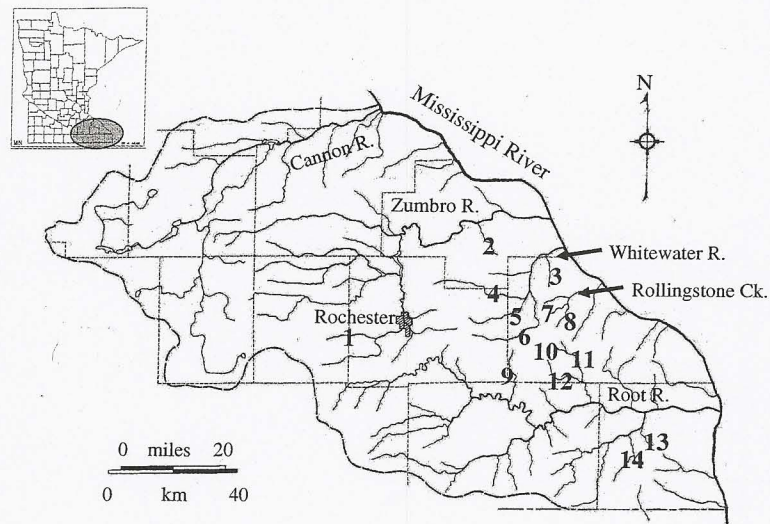 MN
N
Mississippi River
Cannon R.
Zumbro R.
2
Whitewater R.
3
Rollingstone Ck.
4
Rochester
5
7
8
1
6
10
11
9
12
Root R.
0 miles 20
13
14
0 km 40